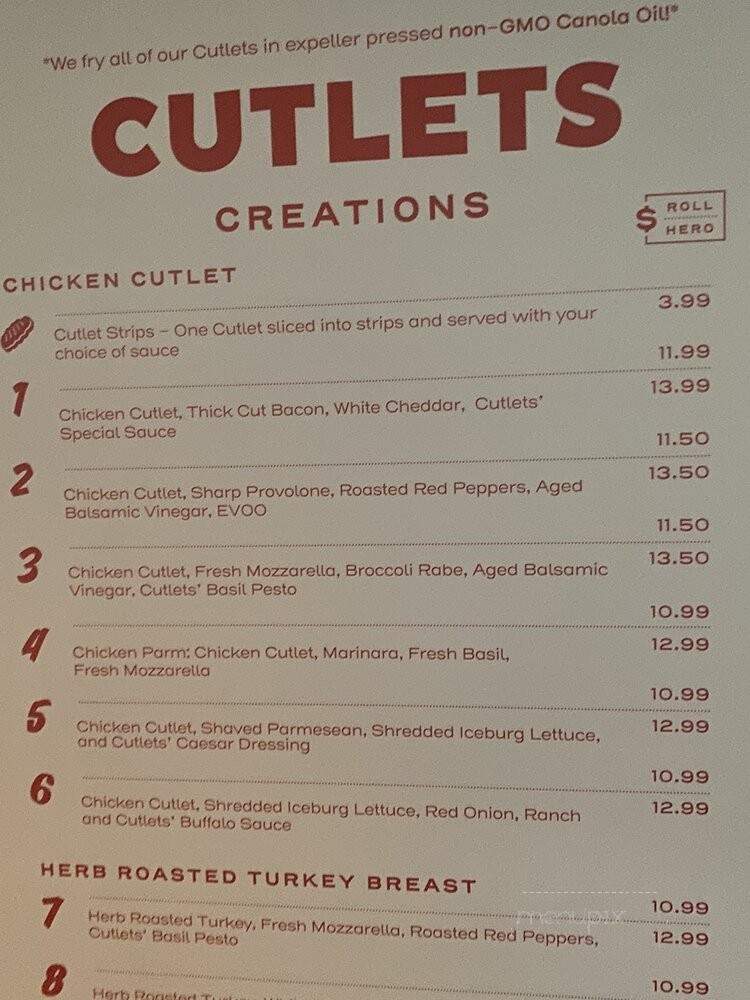 *We fry all of our Cutlets in expeller pressed non-GMO Canola Oil!*
CUTLETS
CREATIONS
$ ROLL
HERO
CHICKEN CUTLET
3.99
Cutlet Strips – One Cutlet sliced into strips and served with your
choice of sauce
11.99
1
13.99
Chicken Cutlet, Thick Cut Bacon, White Cheddar, Cutlets'
Special Sauce
11.50
2
13.50
Chicken Cutlet, Sharp Provolone, Roasted Red Peppers, Aged
Balsamic Vinegar, EVOO
11.50
3
13.50
Chicken Cutlet, Fresh Mozzarella, Broccoli Rabe, Aged Balsamic
Vinegar, Cutlets' Basil Pesto
10.99
4
12.99
Chicken Parm: Chicken Cutlet, Marinara, Fresh Basil,
Fresh Mozzarella
10.99
5
12.99
Chicken Cutlet, Shaved Parmesean, Shredded Iceburg Lettuce,
and Cutlets' Caesar Dressing
10.99
6
12.99
Chicken Cutlet, Shredded Iceburg Lettuce, Red Onion, Ranch
and Cutlets' Buffalo Sauce
HERB ROASTED TURKEY BREAST
10.99
7
12.99
Herb Roasted Turkey, Fresh Mozzarella, Roasted Red Peppers,
Cutlets' Basil Pesto
menupix
10.99
8
Herb Roasted